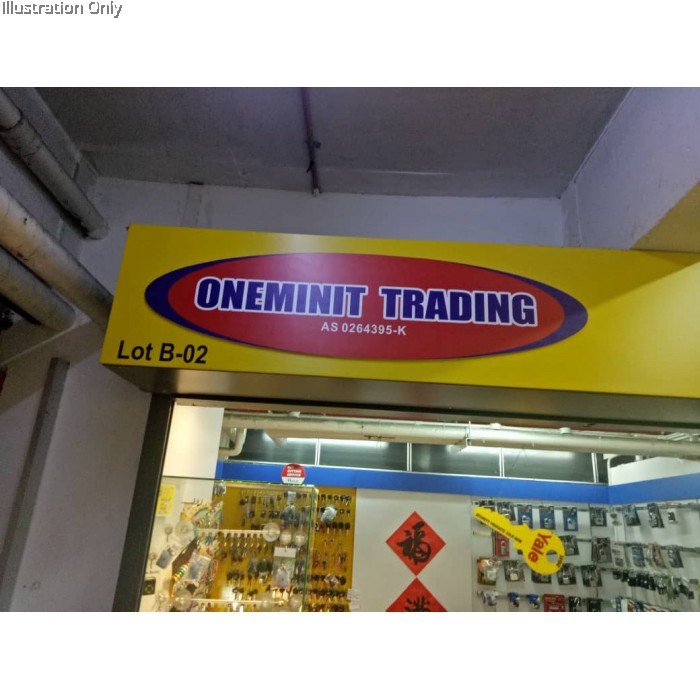 Illustration Only
ONEMINIT TRADING
AS 0264395-K
Lot B-02
福
Yale